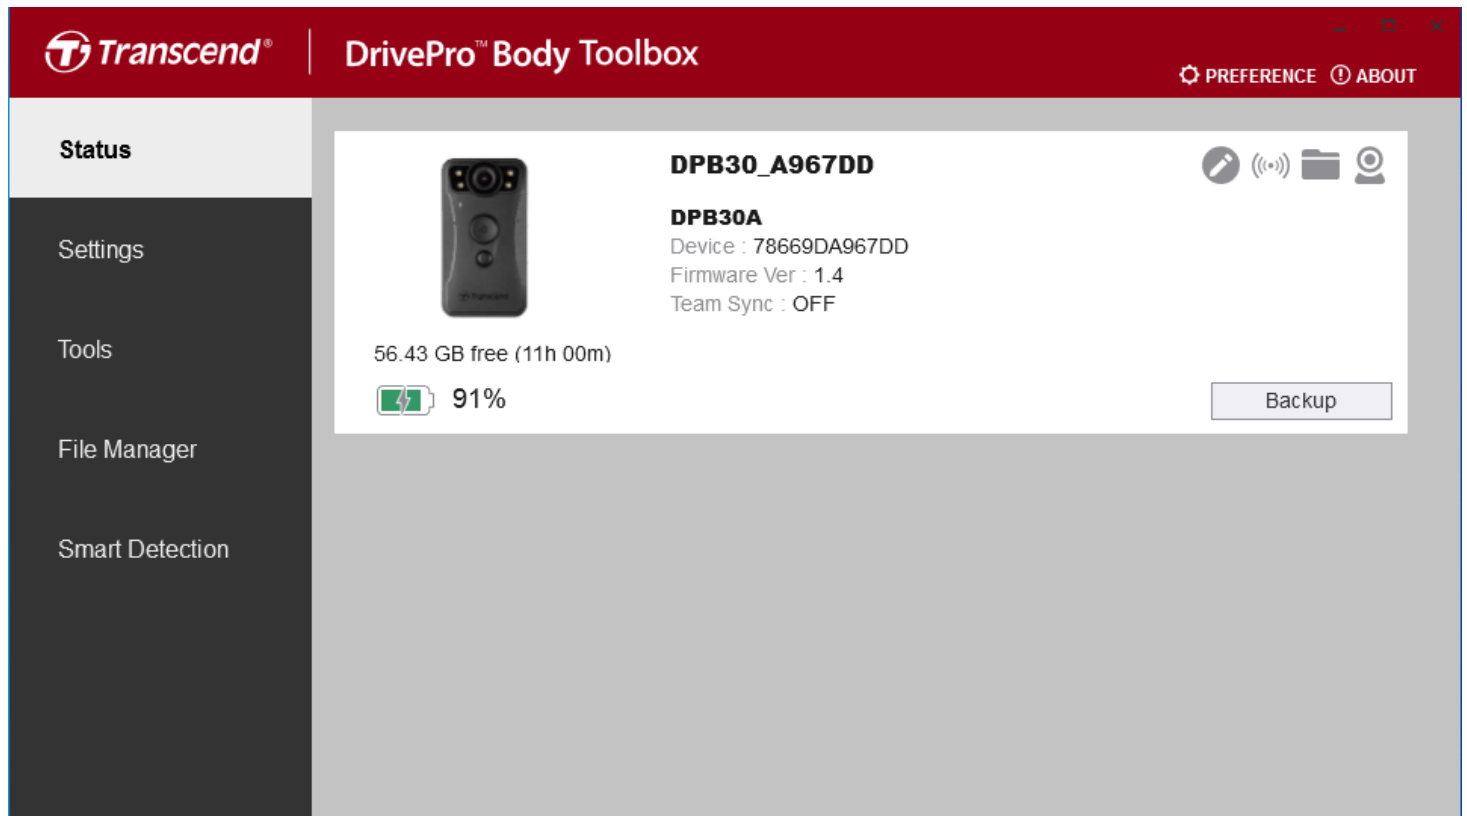 Transcend®
DrivePro™ Body Toolbox
PREFERENCE
ABOUT
Status
Settings
Tools
File Manager
Smart Detection
DPB30_A967DD
DPB30A
Device : 78669DA967DD
Firmware Ver : 1.4
Team Sync : OFF
Transcend
56.43 GB free (11h 00m)
91%
Backup